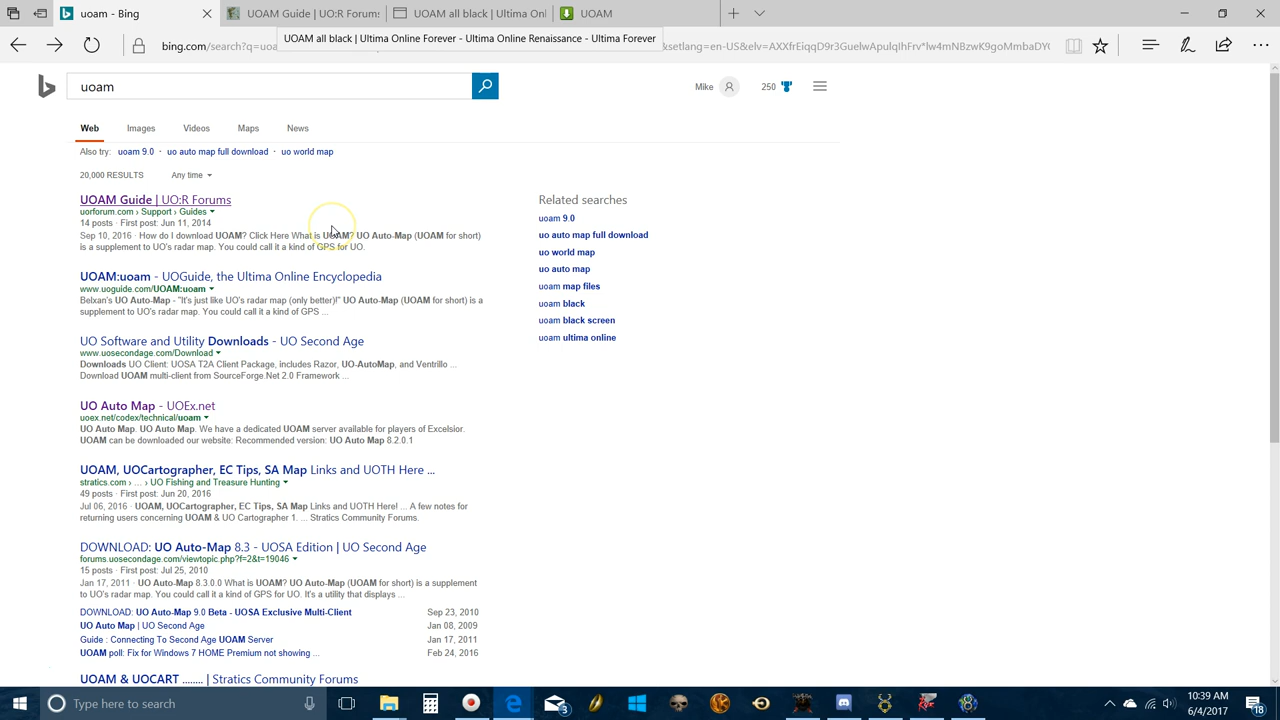 uoam - Bing
UOAM all black | Ultima Onl
UOAM
UOAM all black | Ultima Online Forever - Ultima Online Renaissance - Ultima Forever
bing.com/search?q=uoa
uoam
Mike
250
Web Images Videos Maps News
Also try: uoam 9.0 · uo auto map full download · uo world map
20,000 RESULTS Any time
UOAM Guide | UO:R Forums
uorforum.com › Support › Guides
14 posts · First post: Jun 11, 2014
Sep 10, 2016 · How do I download UOAM? Click Here What is UOAM? UO Auto-Map (UOAM for short)
is a supplement to UO's radar map. You could call it a kind of GPS for UO.
UOAM:uoam - UOGuide, the Ultima Online Encyclopedia
www.uoguide.com/UOAM:uoam
Belxan's UO Auto-Map - "It's just like UO's radar map (only better)!" UO Auto-Map (UOAM for short) is a
supplement to UO's radar map. You could call it a kind of GPS ...
UO Software and Utility Downloads - UO Second Age
www.uosecondage.com/Download
Downloads UO Client: UOSA T2A Client Package, includes Razor, UO-AutoMap, and Ventrillo ...
Download UOAM multi-client from SourceForge.Net 2.0 Framework ...
UO Auto Map - UOEx.net
uoex.net/codex/technical/uoam
UO Auto Map. UO Auto Map. We have a dedicated UOAM server available for players of Excelsior.
UOAM can be downloaded our website: Recommended version: UO Auto Map 8.2.0.1
UOAM, UOCartographer, EC Tips, SA Map Links and UOTH Here ...
stratics.com › ... › UO Fishing and Treasure Hunting
49 posts · First post: Jun 20, 2016
Jul 06, 2016 · UOAM, UOCartographer, EC Tips, SA Map Links and UOTH Here! ... A few notes for
returning users concerning UOAM & UO Cartographer 1. ... Stratics Community Forums.
DOWNLOAD: UO Auto-Map 8.3 - UOSA Edition | UO Second Age
forums.uosecondage.com/viewtopic.php?f=2&t=19046
15 posts · First post: Jul 25, 2010
Jan 17, 2011 · UO Auto-Map 8.3.0.0 What is UOAM? UO Auto-Map (UOAM for short) is a supplement
to UO's radar map. You could call it a kind of GPS for UO. It's a utility that displays ...
DOWNLOAD: UO Auto-Map 9.0 Beta - UOSA Exclusive Multi-Client Sep 23, 2010
UO Auto Map | UO Second Age Jan 08, 2009
Guide : Connecting To Second Age UOAM Server Jan 17, 2011
UOAM poll: Fix for Windows 7 HOME Premium not showing ... Feb 24, 2016
UOAM & UOCART ........ | Stratics Community Forums
Related searches
uoam 9.0
uo auto map full download
uo world map
uo auto map
uoam map files
uoam black
uoam black screen
uoam ultima online
Type here to search
3
10:39 AM
6/4/2017
18